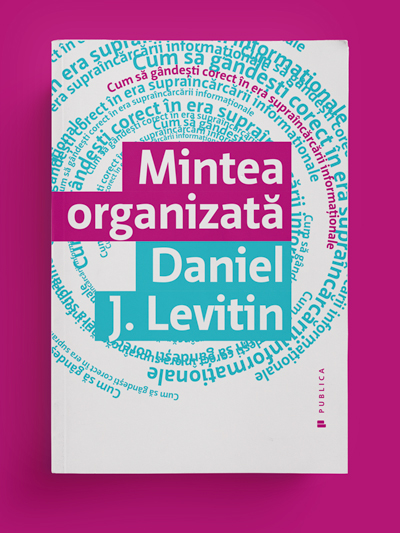 Cum să gândești corect în era supraîncărcării informaționale
Mintea
organizată
Daniel
J. Levitin
PUBLICA